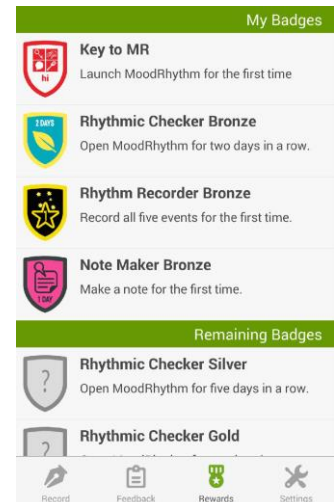 My Badges
hi
Key to MR
Launch MoodRhythm for the first time
2 DAYS
Rhythmic Checker Bronze
Open MoodRhythm for two days in a row.
Rhythm Recorder Bronze
Record all five events for the first time.
1 DAY
Note Maker Bronze
Make a note for the first time.
Remaining Badges
?
Rhythmic Checker Silver
Open MoodRhythm for five days in a row.
?
Rhythmic Checker Gold
Record Feedback Rewards Settings